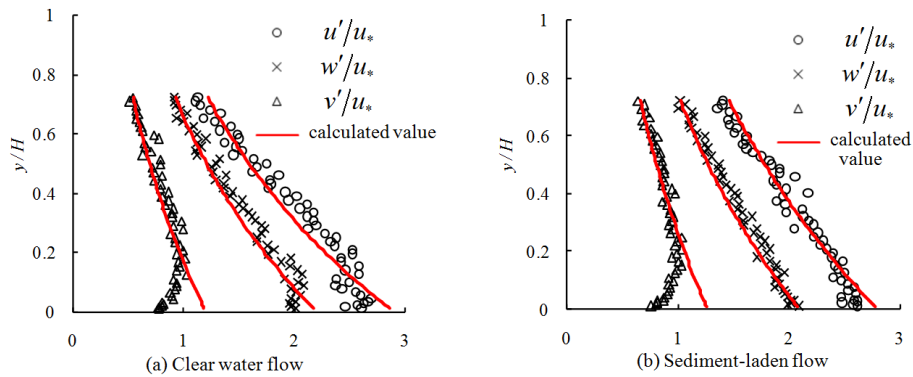 1
0.8
0.6
0.4
0.2
0
y/H
u′/u*
w′/u*
v′/u*
calculated value
0 1 2 3
(a) Clear water flow
1
0.8
0.6
0.4
0.2
0
y/H
u′/u*
w′/u*
v′/u*
calculated
value
0 1 2 3
(b) Sediment-laden flow